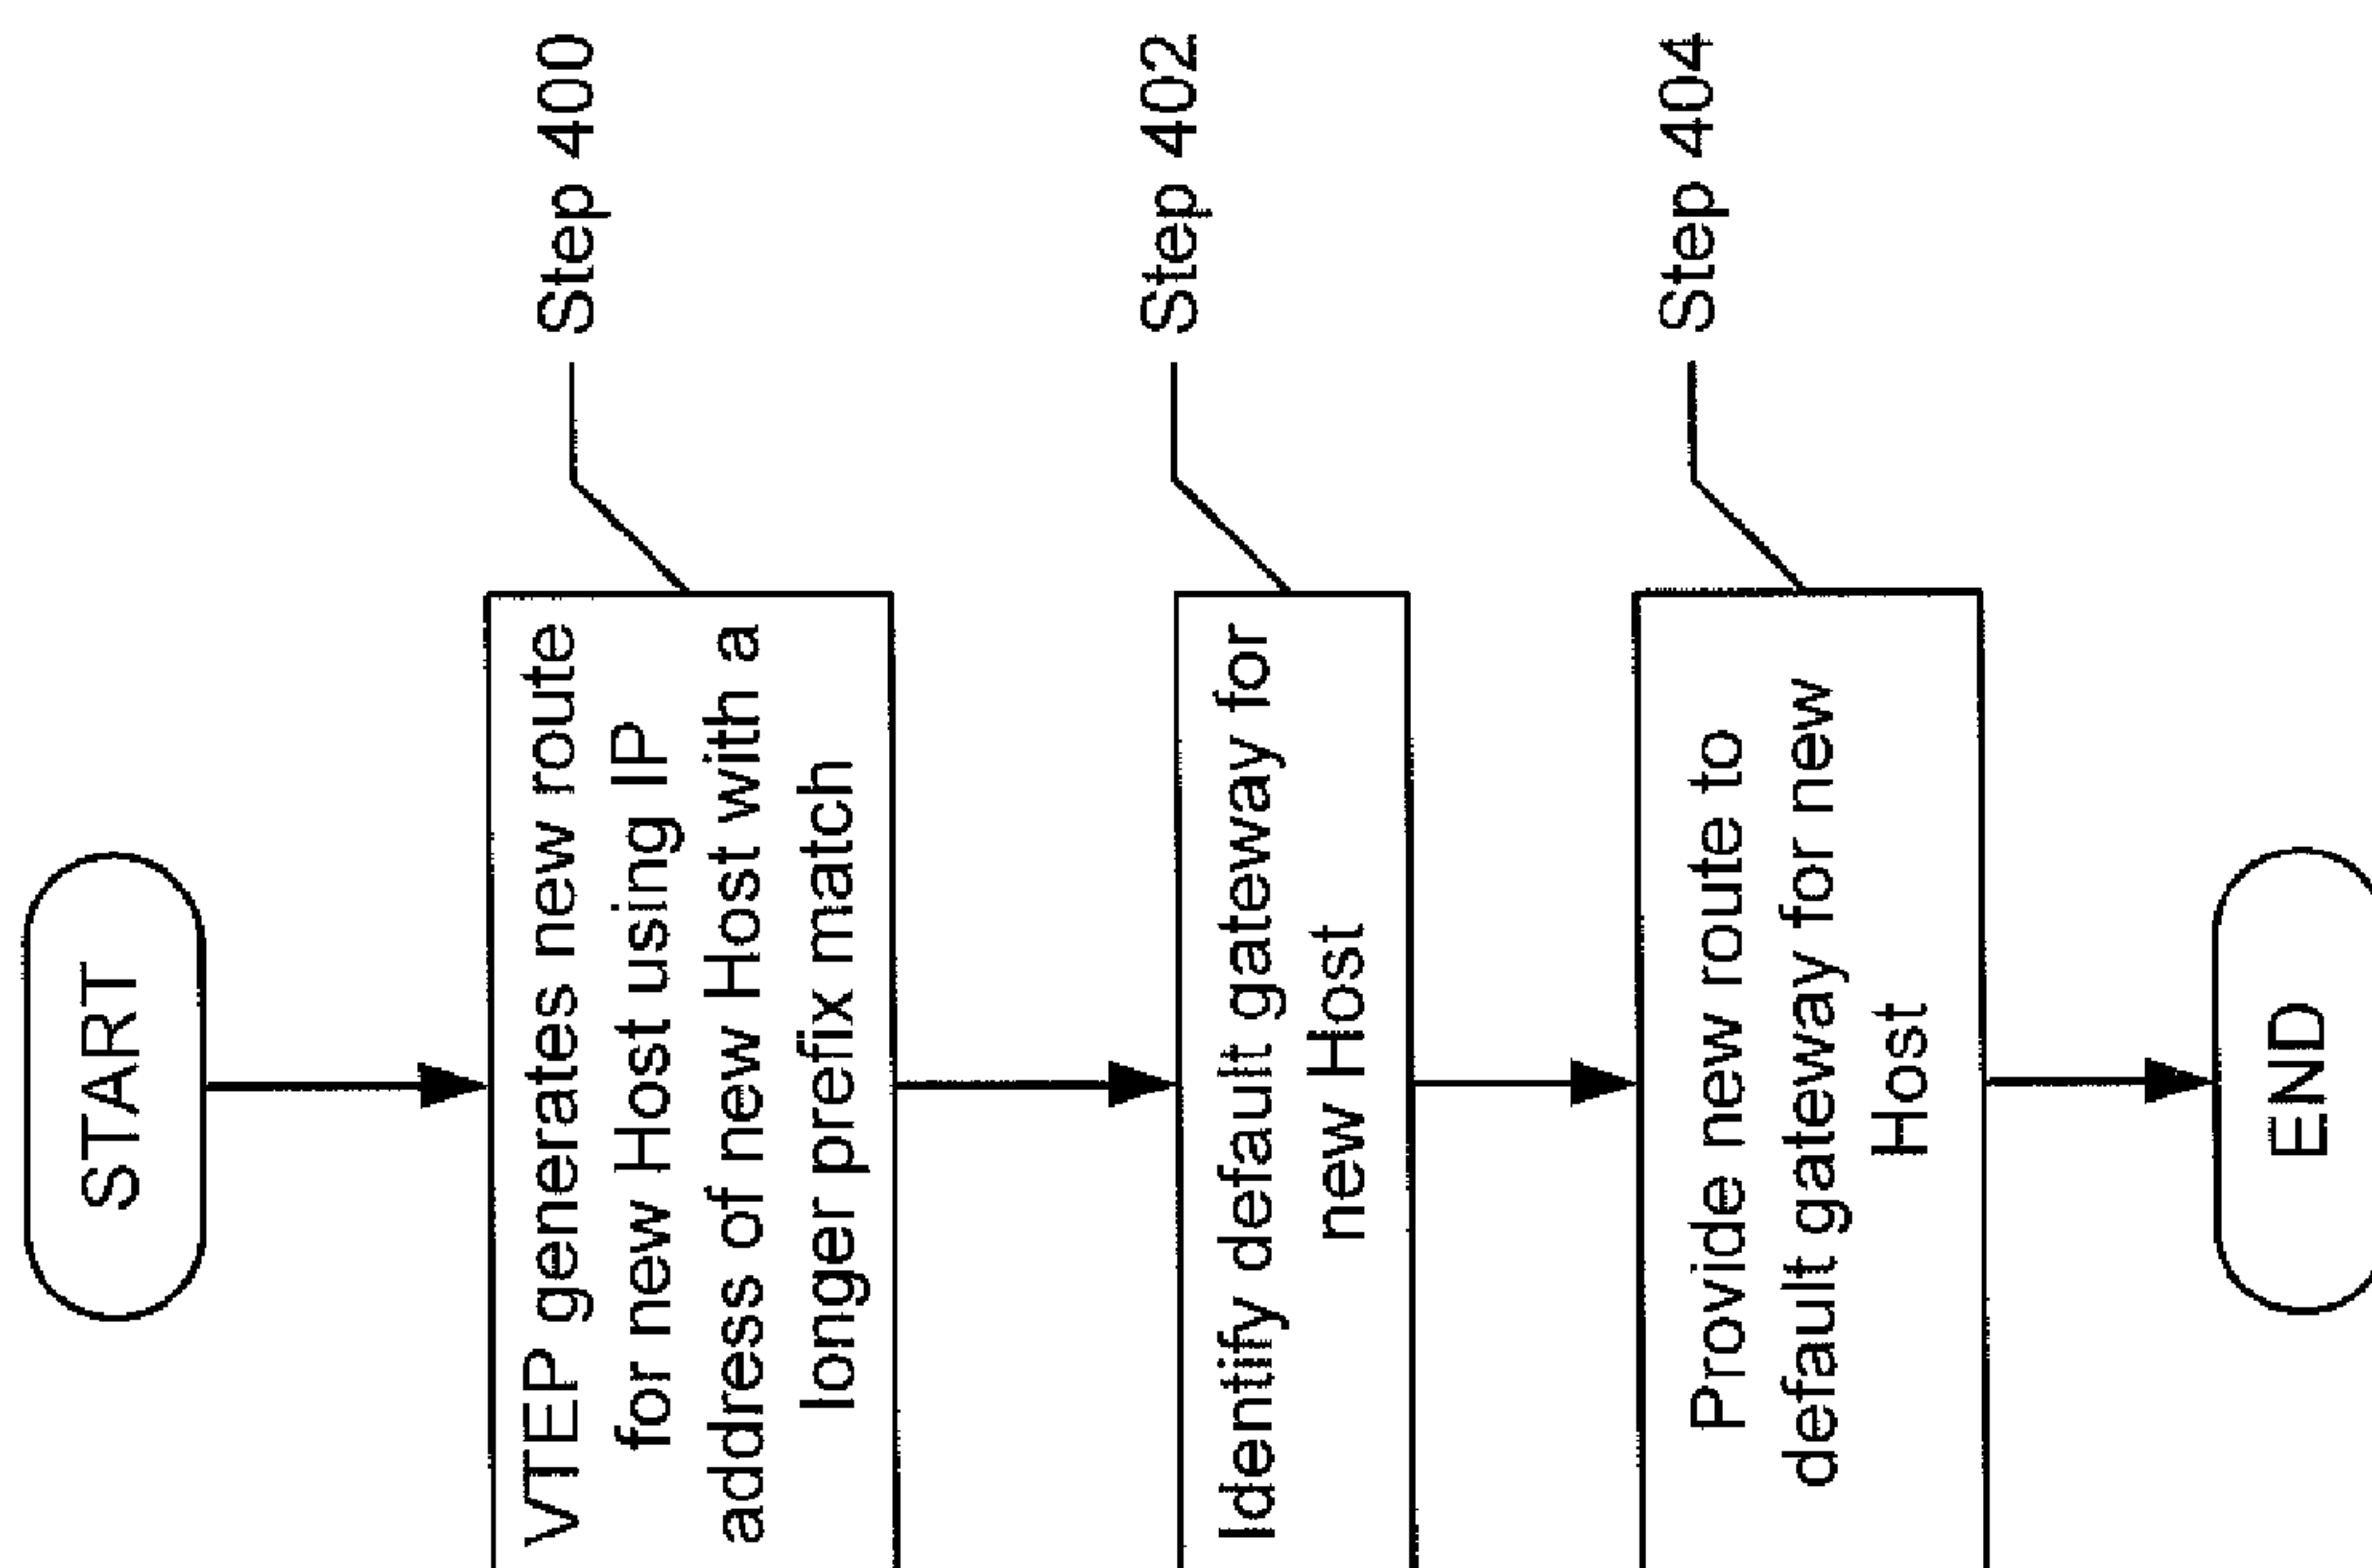 START
VTEP generates new route
for new Host using IP
address of new Host with a
longer prefix match
Step 400
Identify default gateway for
new Host
Step 402
Provide new route to
default gateway for new
Host
Step 404
END